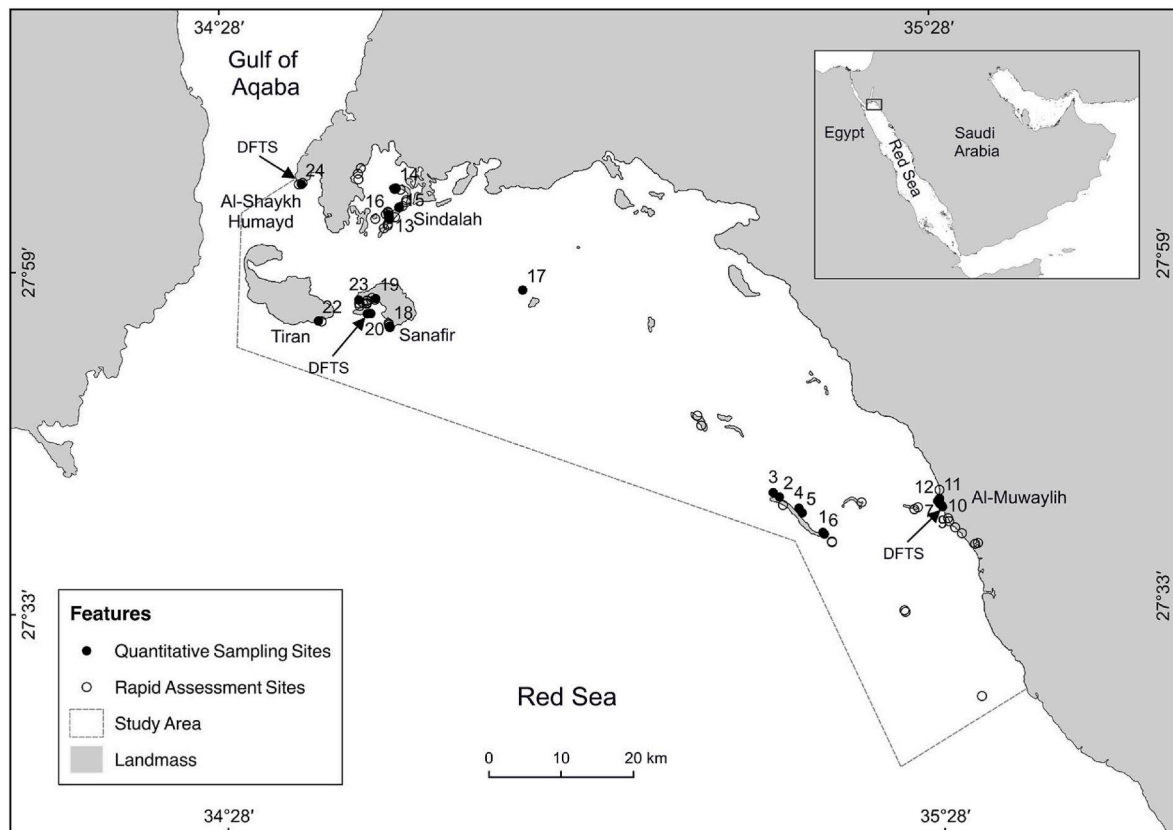 34°28′
35°28′
Gulf of
Aqaba
Egypt
Saudi
Arabia
Red Sea
DFTS
24
14
Al-Shaykh
Humayd
16
15
Sindalah
13
27°59′
27°59′
17
23
19
22
18
Tiran
20
Sanafir
DFTS
3
2
4
5
12
11
Al-Muwaylih
7
10
16
9
DFTS
27°33′
27°33′
Features
Quantitative Sampling Sites
Rapid Assessment Sites
Study Area
Landmass
Red Sea
0 10 20 km
34°28′
35°28′